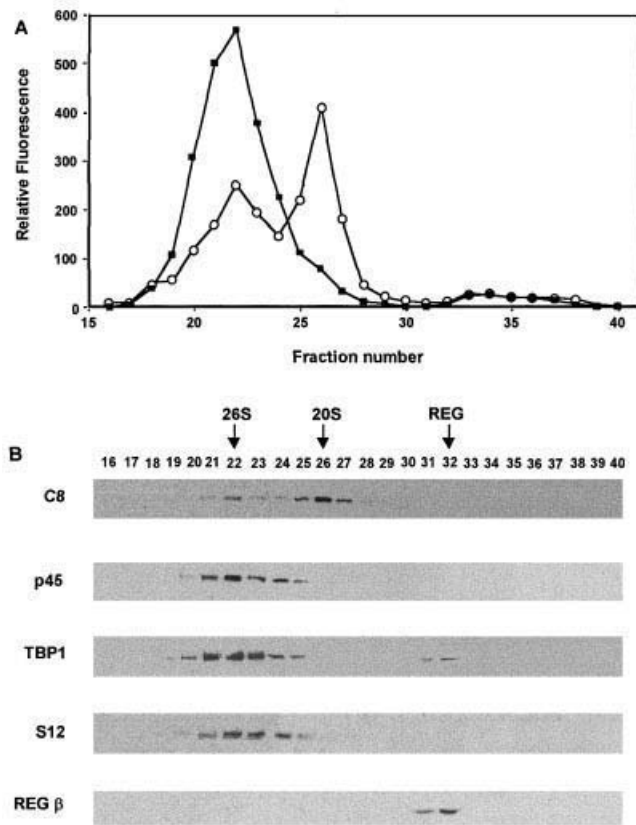 A
Relative Fluorescence
600
500
400
300
200
100
0
15 20 25 30 35 40
Fraction number
26S 20S REG
B
16 17 18 19 20 21 22 23 24 25 26 27 28 29 30 31 32 33 34 35 36 37 38 39 40
C8
p45
TBP1
S12
REG β